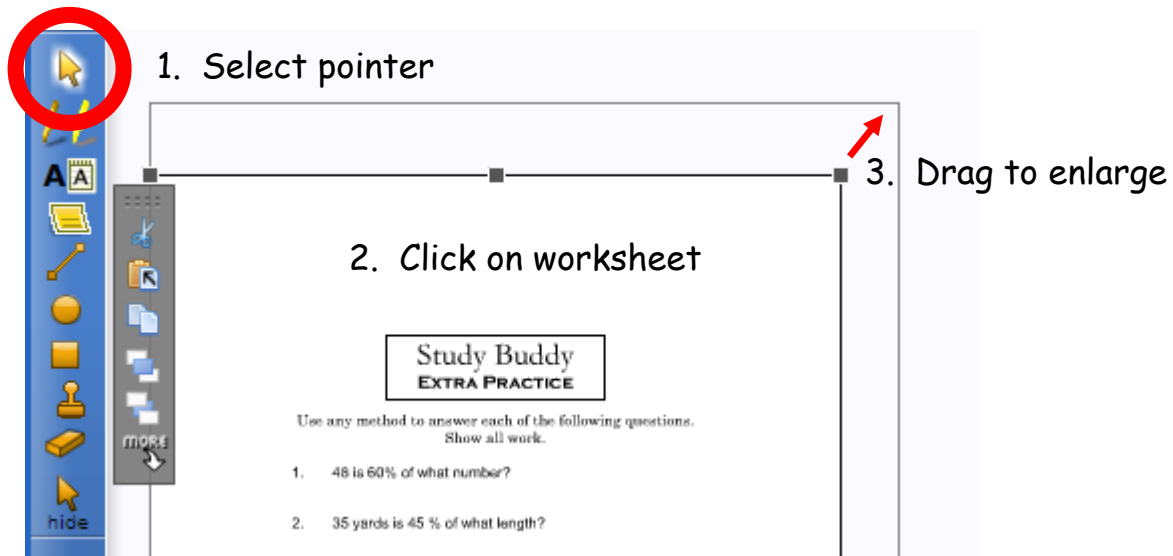 1. Select pointer
3. Drag to enlarge
A A
2. Click on worksheet
Study Buddy
EXTRA PRACTICE
Use any method to answer each of the following questions.
Show all work.
MORE
1. 48 is 60% of what number?
2. 35 yards is 45 % of what length?
hide